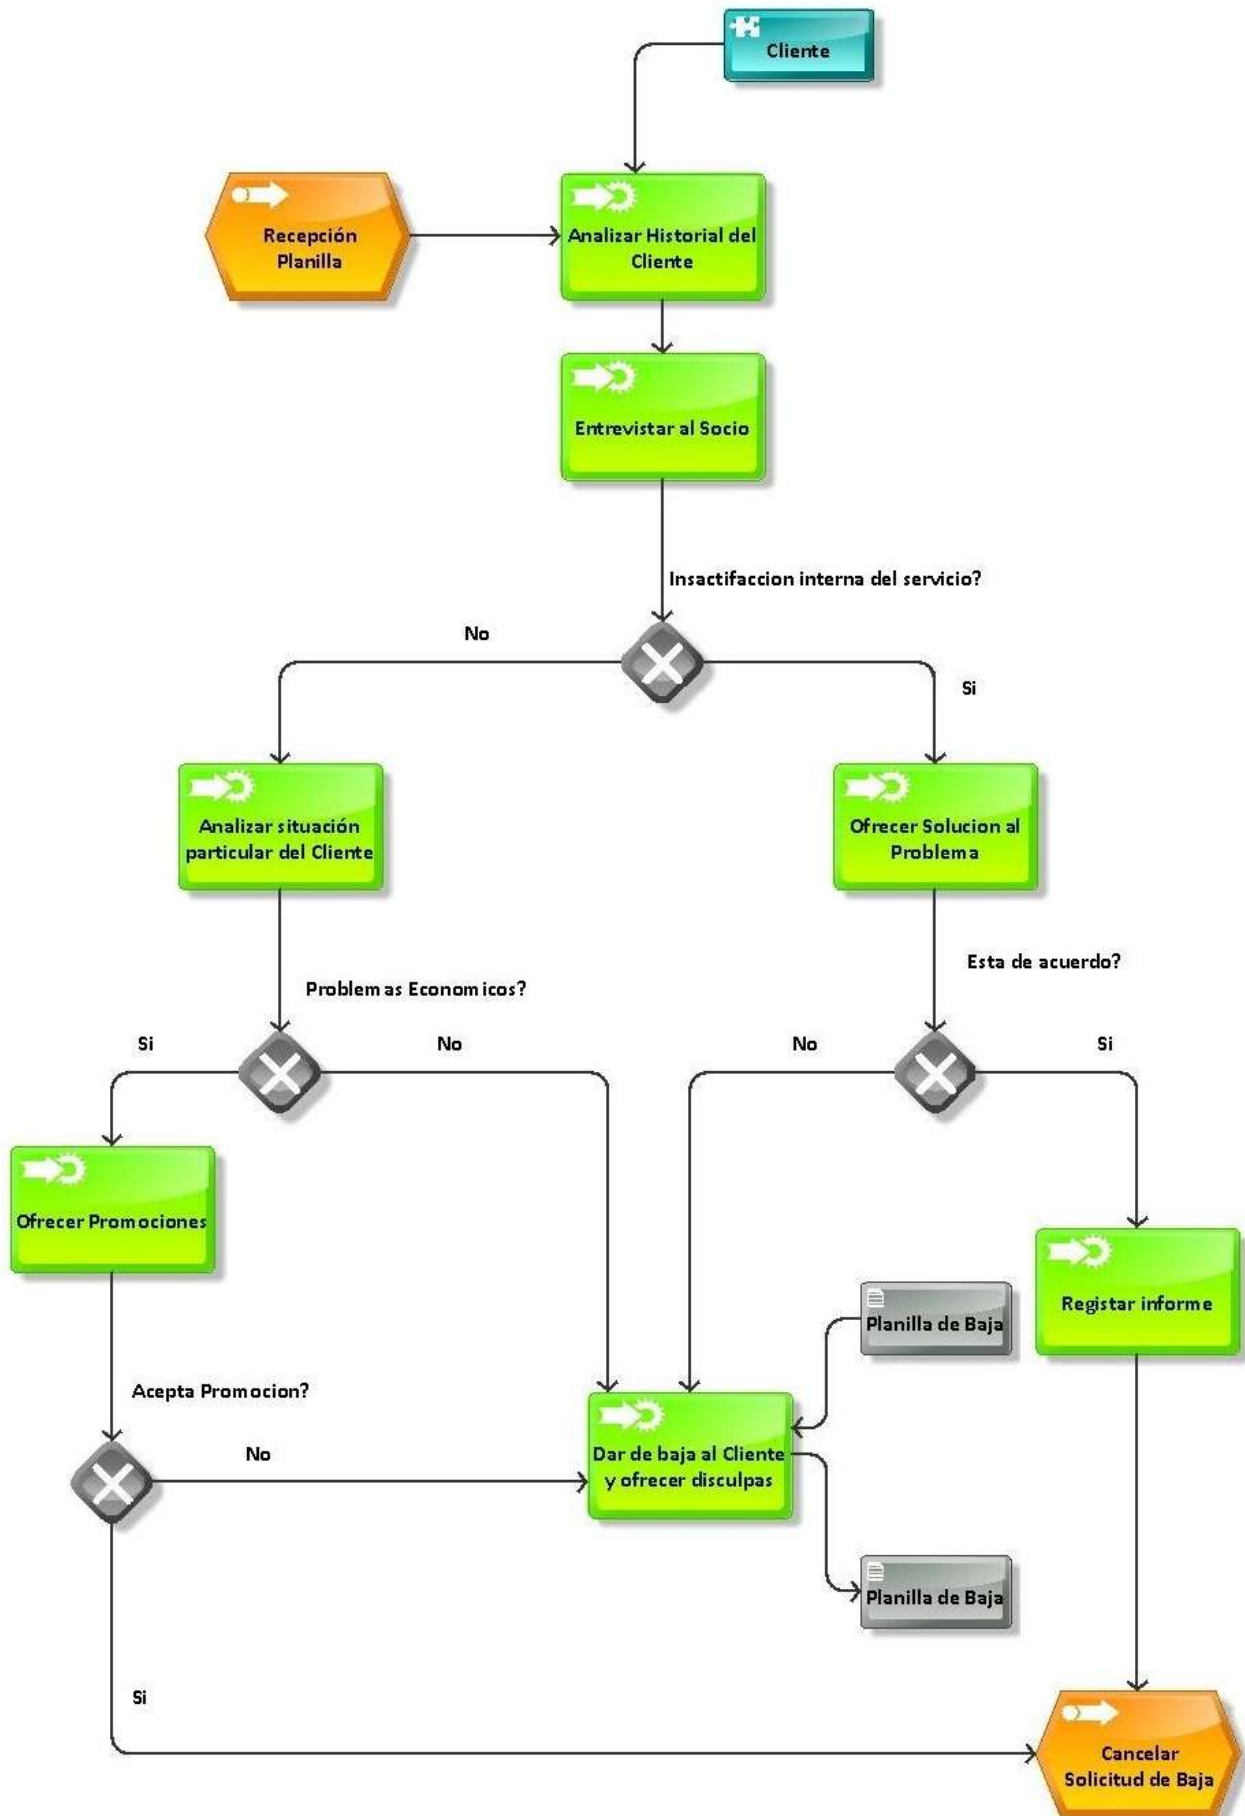 Cliente
Recepción
Planilla
Analizar Historial del
Cliente
Entrevistar al Socio
Insactifaccion interna del servicio?
No
Si
Analizar situación
particular del Cliente
Ofrecer Solucion al
Problema
Esta de acuerdo?
Problemas Economicos?
Si
No
No
Si
Ofrecer Promociones
Registar informe
Planilla de Baja
Acepta Promocion?
No
Dar de baja al Cliente
y ofrecer disculpas
Planilla de Baja
Si
Cancelar
Solicitud de Baja